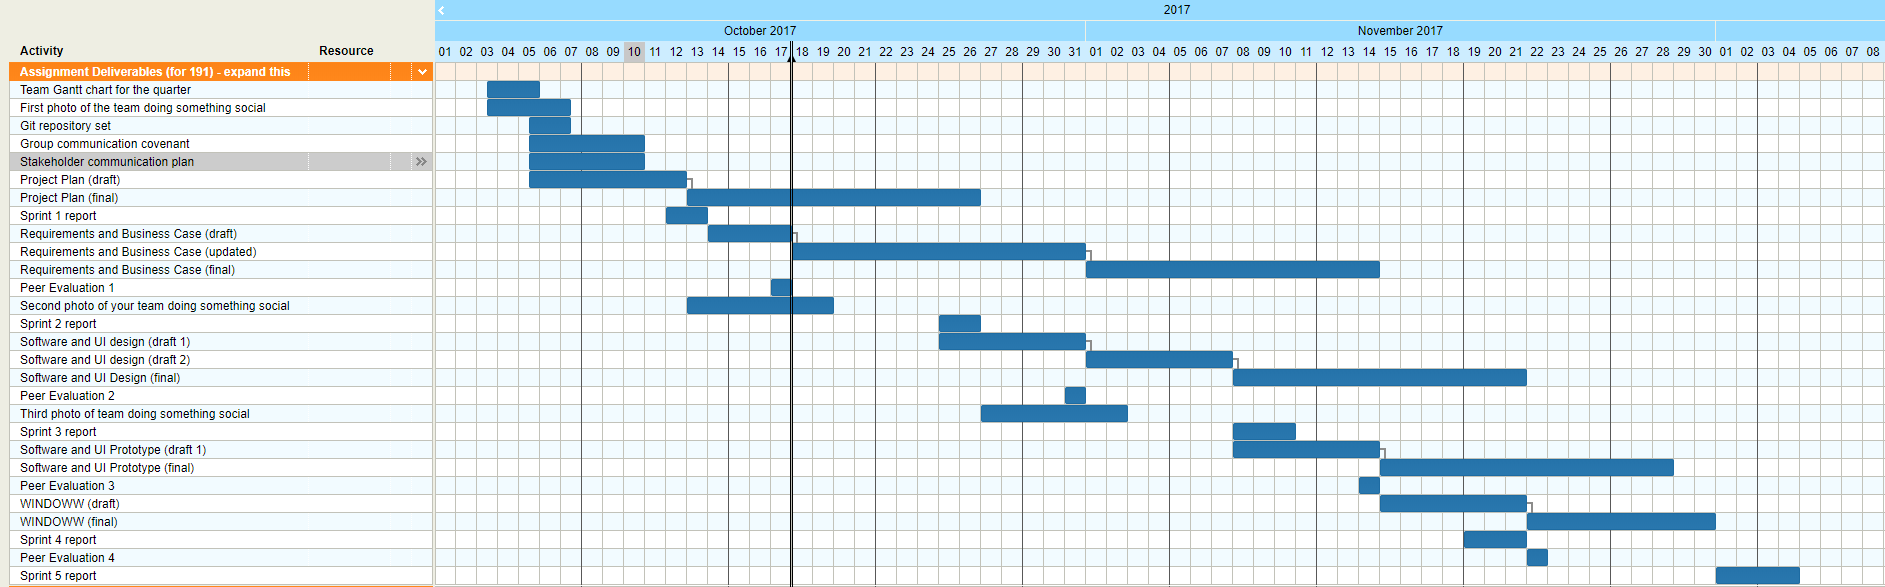 2017
October 2017 November 2017
Activity Resource 01 02 03 04 05 06 07 08 09 10 11 12 13 14 15 16 17 18 19 20 21 22 23 24 25 26 27 28 29 30 31 01 02 03 04 05 06 07 08 09 10 11 12 13 14 15 16 17 18 19 20 21 22 23 24 25 26 27 28 29 30 01 02 03 04 05 06 07 08
Assignment Deliverables (for 191) - expand this
Team Gantt chart for the quarter
First photo of the team doing something social
Git repository set
Group communication covenant
Stakeholder communication plan
Project Plan (draft)
Project Plan (final)
Sprint 1 report
Requirements and Business Case (draft)
Requirements and Business Case (updated)
Requirements and Business Case (final)
Peer Evaluation 1
Second photo of your team doing something social
Sprint 2 report
Software and UI design (draft 1)
Software and UI design (draft 2)
Software and UI Design (final)
Peer Evaluation 2
Third photo of team doing something social
Sprint 3 report
Software and UI Prototype (draft 1)
Software and UI Prototype (final)
Peer Evaluation 3
WINDOWW (draft)
WINDOWW (final)
Sprint 4 report
Peer Evaluation 4
Sprint 5 report